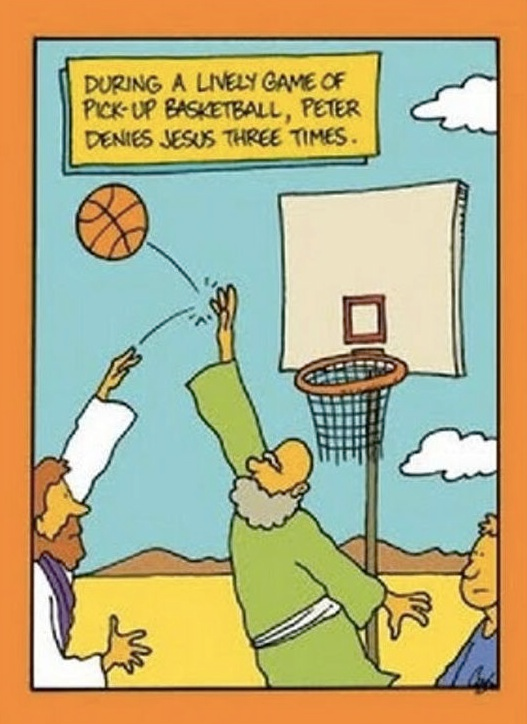 DURING A LIVELY GAME OF
PICK-UP BASKETBALL, PETER
DENIES JESUS THREE TIMES.